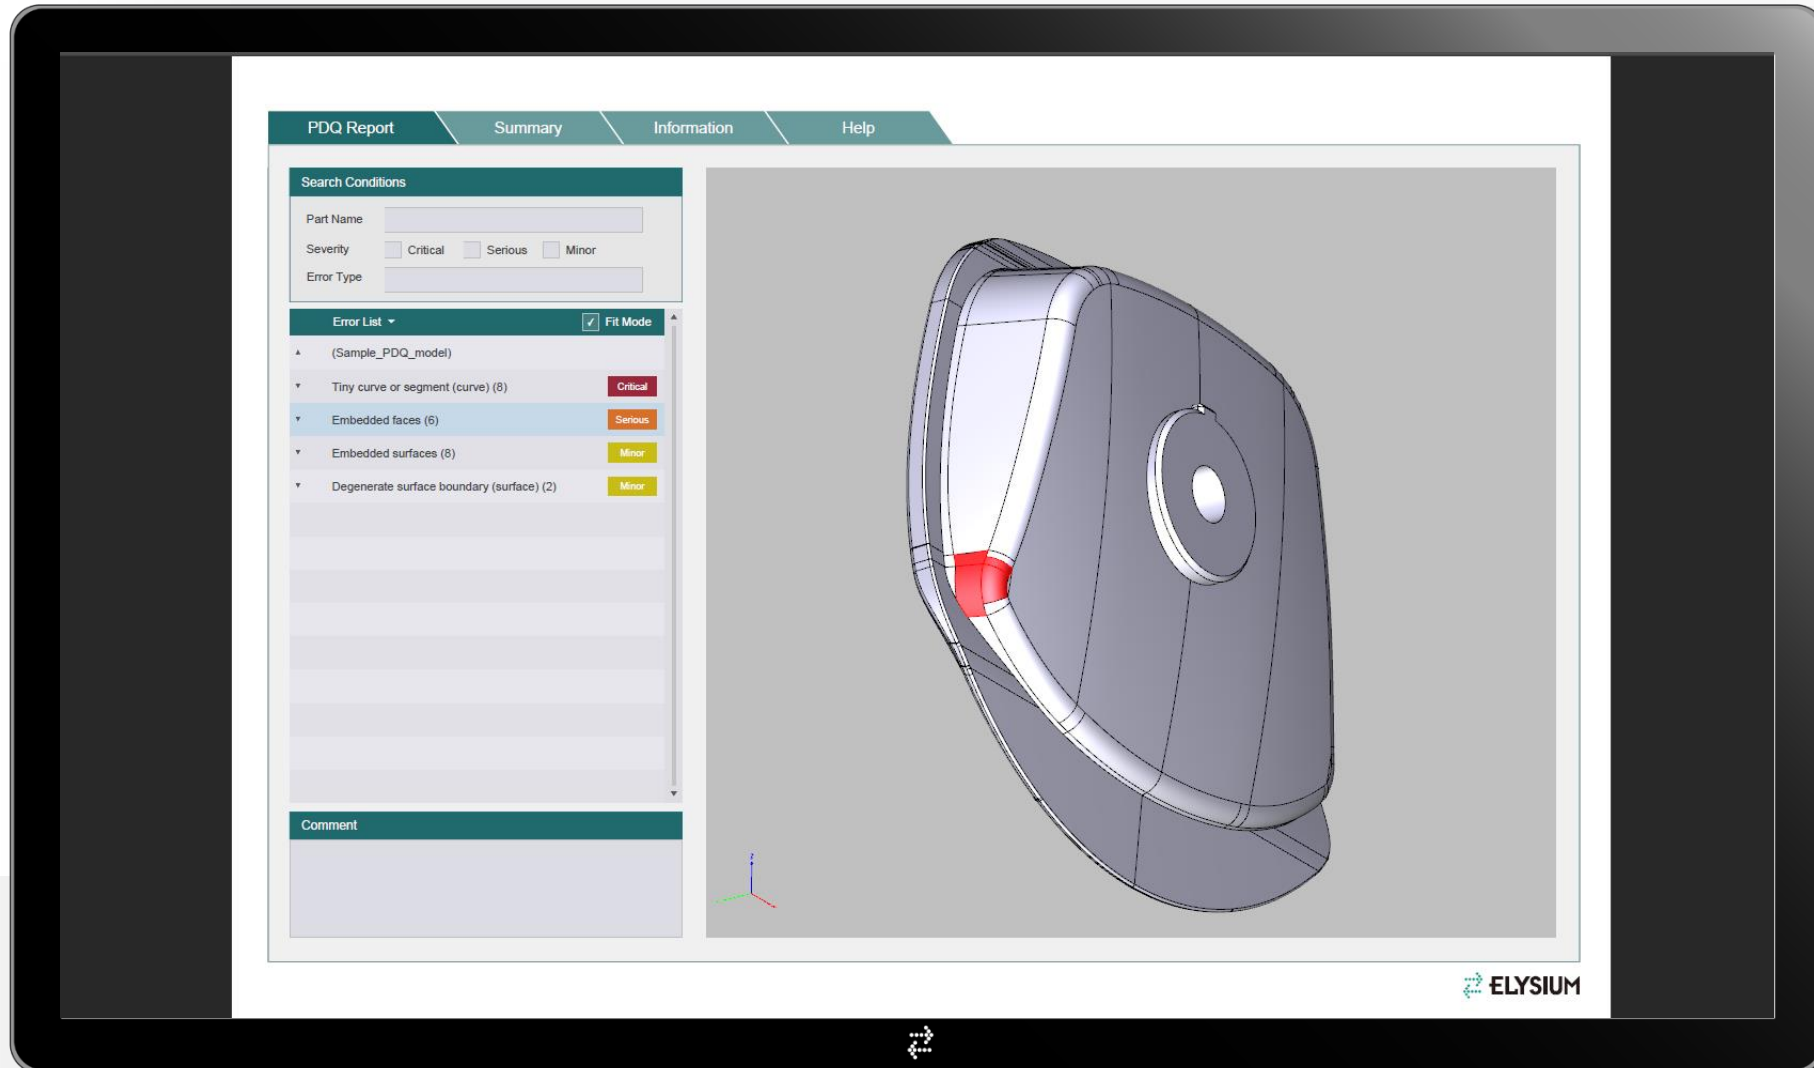 PDQ Report Summary Information Help
Search Conditions
Part Name
Severity Critical Serious Minor
Error Type
Error List Fit Mode
(Sample_PDQ_model)
Tiny curve or segment (curve) (8) Critical
Embedded faces (6) Serious
Embedded surfaces (8) Minor
Degenerate surface boundary (surface) (2) Minor
Comment
z
ELYSIUM